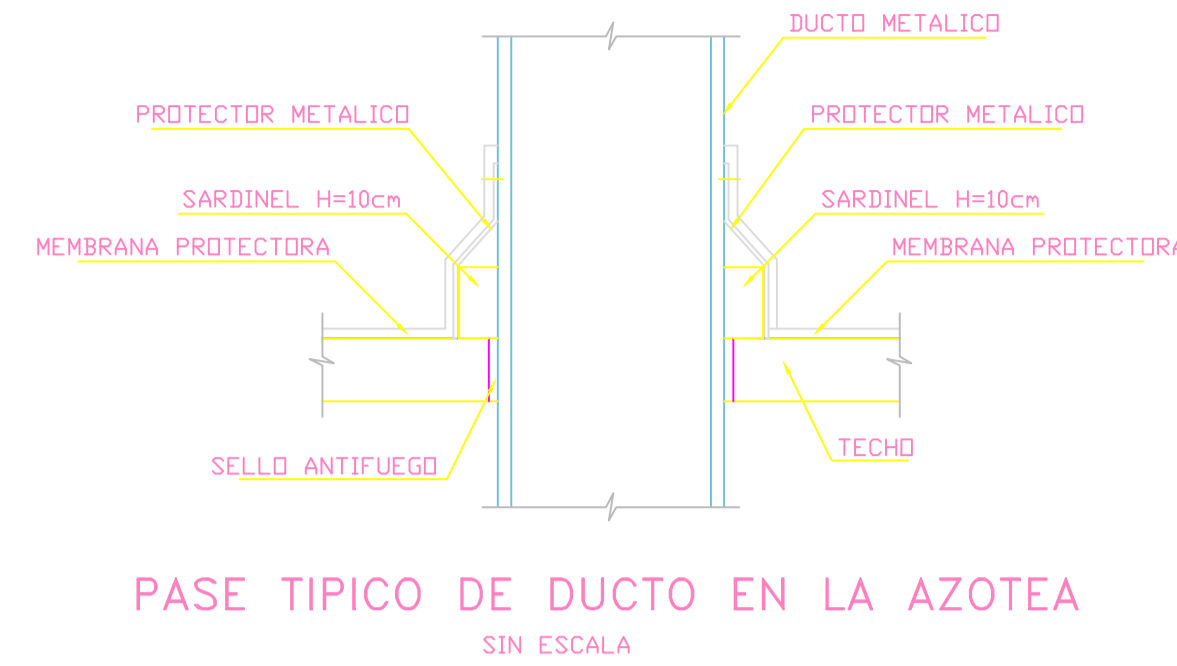 DUCTO METALICO
PROTECTOR METALICO
PROTECTOR METALICO
SARDINEL H=10cm
SARDINEL H=10cm
MEMBRANA PROTECTORA
MEMBRANA PROTECTORA
TECHO
SELLO ANTIFUEGO
PASE TIPICO DE DUCTO EN LA AZOTEA
SIN ESCALA